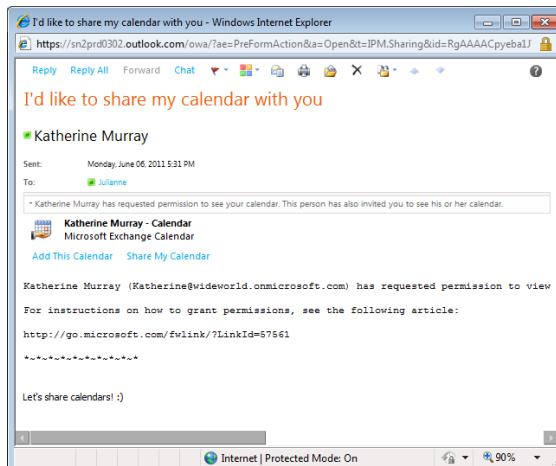 I'd like to share my calendar with you - Windows Internet Explorer
https://sn2prd0302.outlook.com/owa/?ae=PreFormAction&a=Open&t=IPM.Sharing&id=RgAAAACpyeba1J
Reply Reply All Forward Chat
I'd like to share my calendar with you
Katherine Murray
Sent: Monday, June 06, 2011 5:31 PM
To: Julianne
• Katherine Murray has requested permission to see your calendar. This person has also invited you to see his or her calendar.
Katherine Murray - Calendar
Microsoft Exchange Calendar
Add This Calendar Share My Calendar
Katherine Murray (Katherine@wideworld.onmicrosoft.com) has requested permission to view
For instructions on how to grant permissions, see the following article:
http://go.microsoft.com/fwlink/?LinkId=57561
*~*~*~*~*~*~*~*~*~*
Let's share calendars! :)
Internet | Protected Mode: On 90%